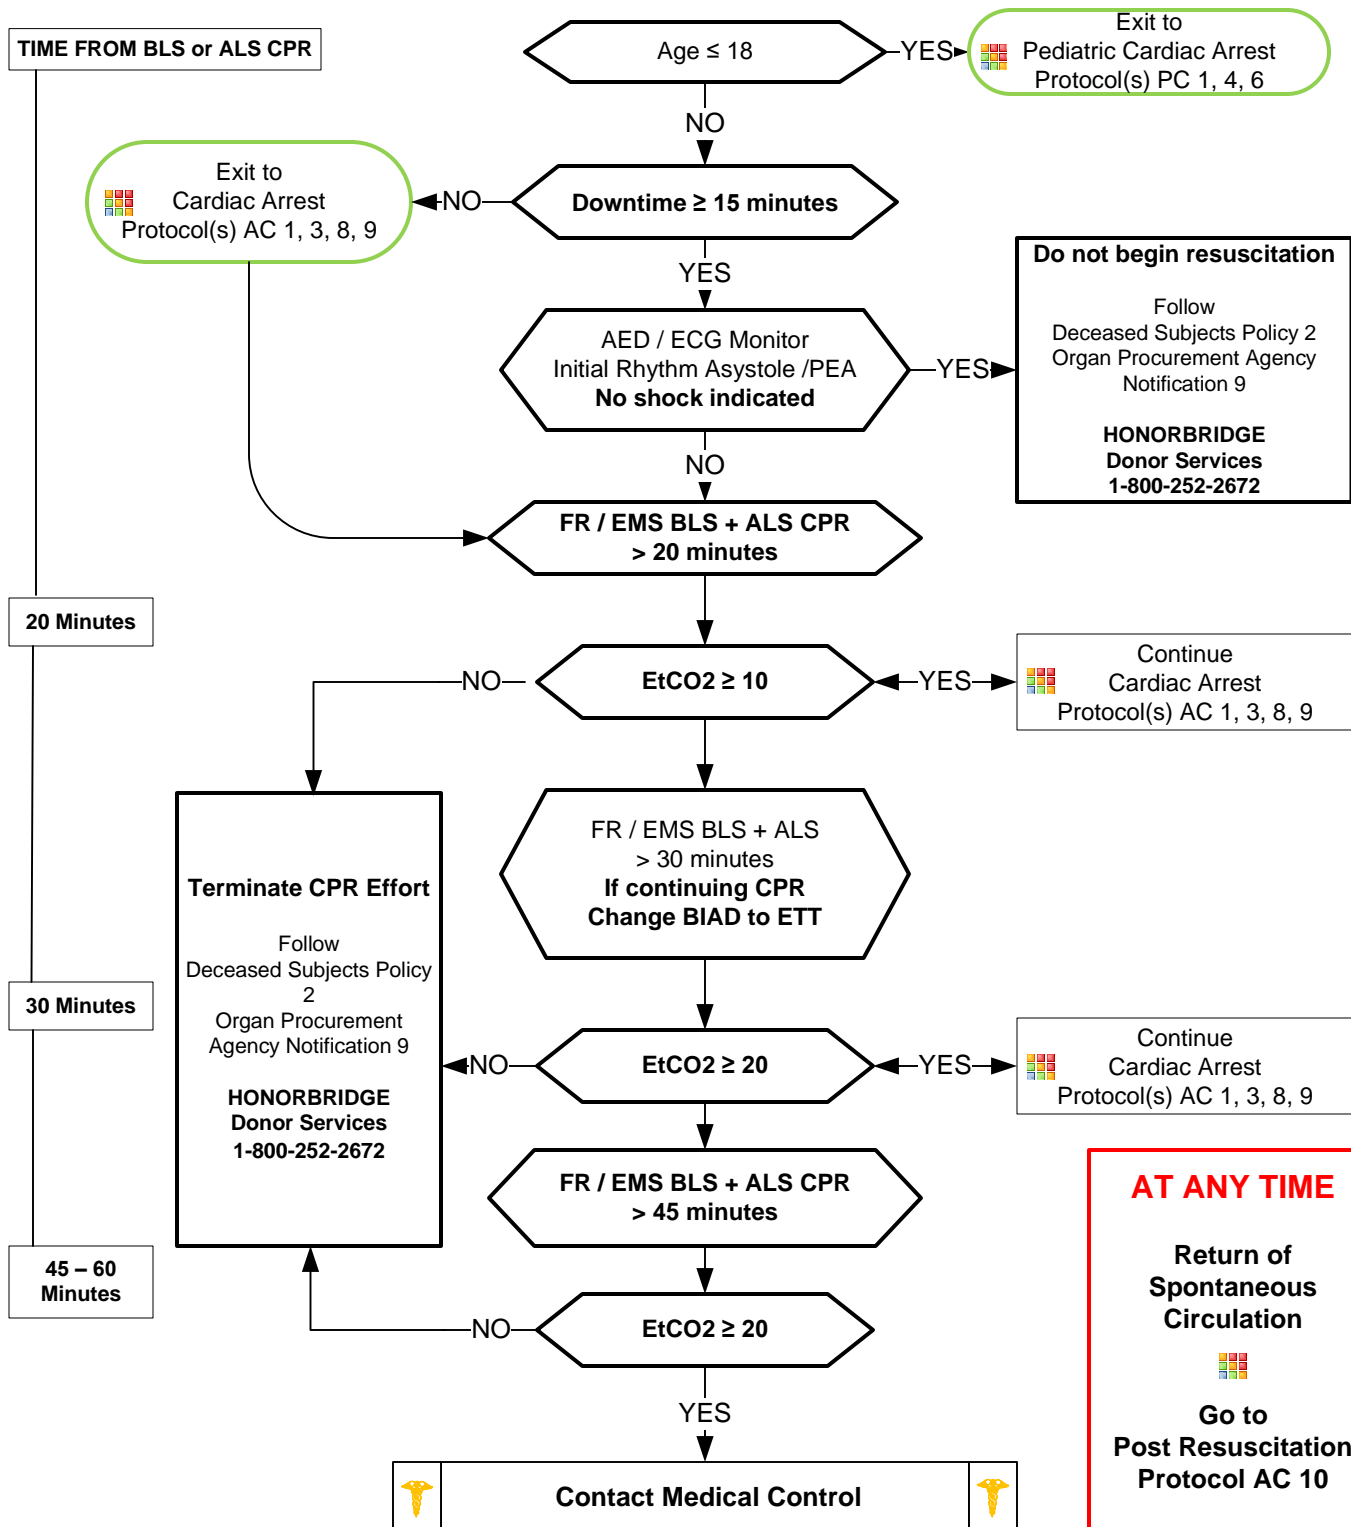 TIME FROM BLS or ALS CPR
Age ≤ 18
YES
Exit to
Pediatric Cardiac Arrest
Protocol(s) PC 1, 4, 6
NO
Exit to
Cardiac Arrest
Protocol(s) AC 1, 3, 8, 9
NO
Downtime ≥ 15 minutes
YES
Do not begin resuscitation
Follow
Deceased Subjects Policy 2
Organ Procurement Agency
Notification 9
HONORBRIDGE
Donor Services
1-800-252-2672
AED / ECG Monitor
Initial Rhythm Asystole /PEA
No shock indicated
YES
NO
FR / EMS BLS + ALS CPR
> 20 minutes
20 Minutes
NO
EtCO2 ≥ 10
YES
Continue
Cardiac Arrest
Protocol(s) AC 1, 3, 8, 9
FR / EMS BLS + ALS
> 30 minutes
If continuing CPR
Change BIAD to ETT
Terminate CPR Effort
Follow
Deceased Subjects Policy
2
Organ Procurement
Agency Notification 9
HONORBRIDGE
Donor Services
1-800-252-2672
30 Minutes
NO
EtCO2 ≥ 20
YES
Continue
Cardiac Arrest
Protocol(s) AC 1, 3, 8, 9
FR / EMS BLS + ALS CPR
> 45 minutes
45 – 60
Minutes
NO
EtCO2 ≥ 20
YES
AT ANY TIME
Return of
Spontaneous
Circulation
Go to
Post Resuscitation
Protocol AC 10
Contact Medical Control